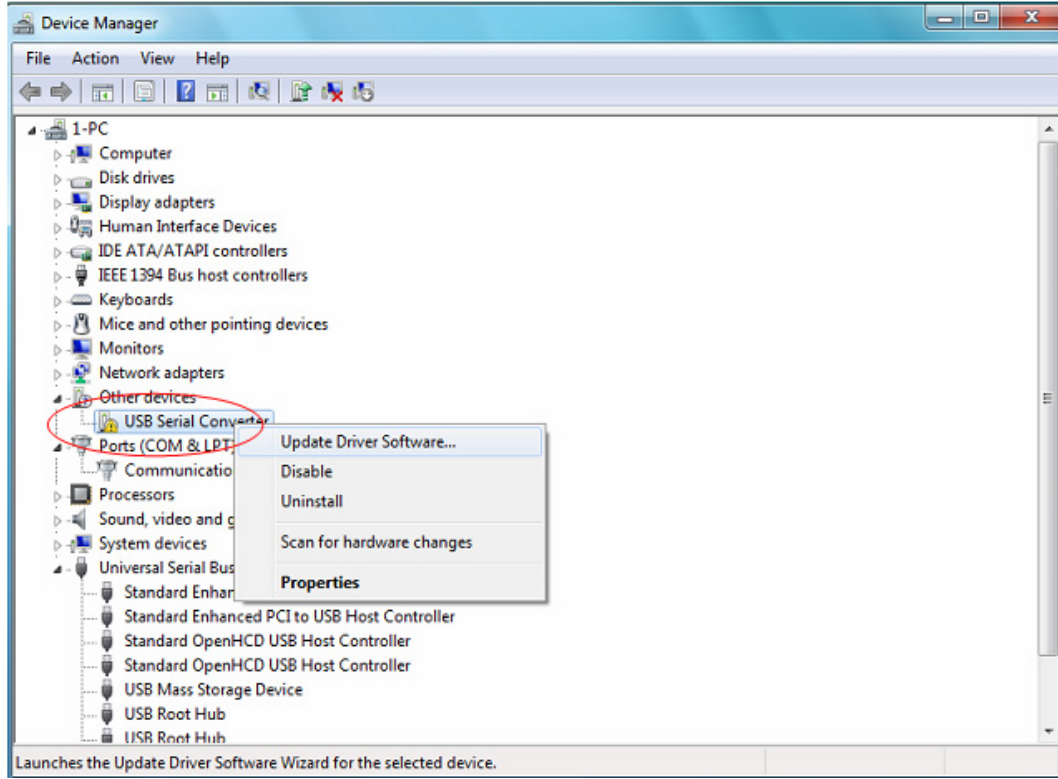 Device Manager
File Action View Help
1-PC
Computer
Disk drives
Display adapters
Human Interface Devices
IDE ATA/ATAPI controllers
IEEE 1394 Bus host controllers
Keyboards
Mice and other pointing devices
Monitors
Network adapters
Other devices
USB Serial Converter
Ports (COM & LPT)
Update Driver Software...
Communicatio
Disable
Processors
Uninstall
Sound, video and g
System devices
Scan for hardware changes
Universal Serial Bus
Properties
Standard Enhan
Standard Enhanced PCI to USB Host Controller
Standard OpenHCD USB Host Controller
Standard OpenHCD USB Host Controller
USB Mass Storage Device
USB Root Hub
USB Root Hub
Launches the Update Driver Software Wizard for the selected device.